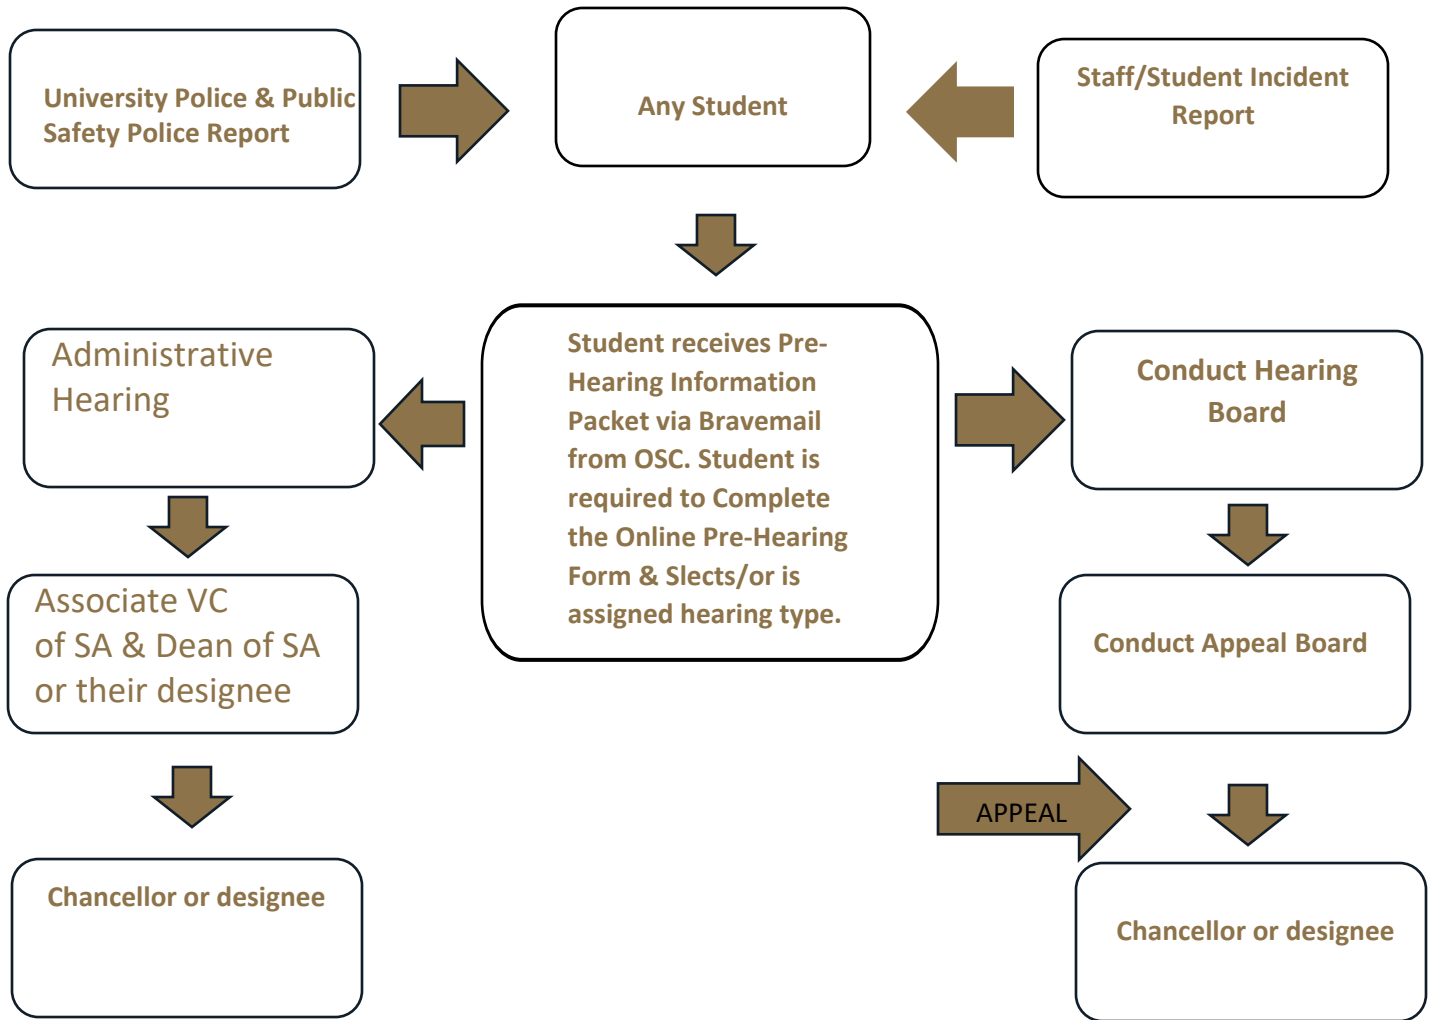 University Police & Public
Safety Police Report
Any Student
Staff/Student Incident
Report
Administrative
Hearing
Student receives Pre-
Hearing Information
Packet via Bravemail
from OSC. Student is
required to Complete
the Online Pre-Hearing
Form & Slects/or is
assigned hearing type.
Conduct Hearing
Board
Associate VC
of SA & Dean of SA
or their designee
Conduct Appeal Board
APPEAL
Chancellor or designee
Chancellor or designee